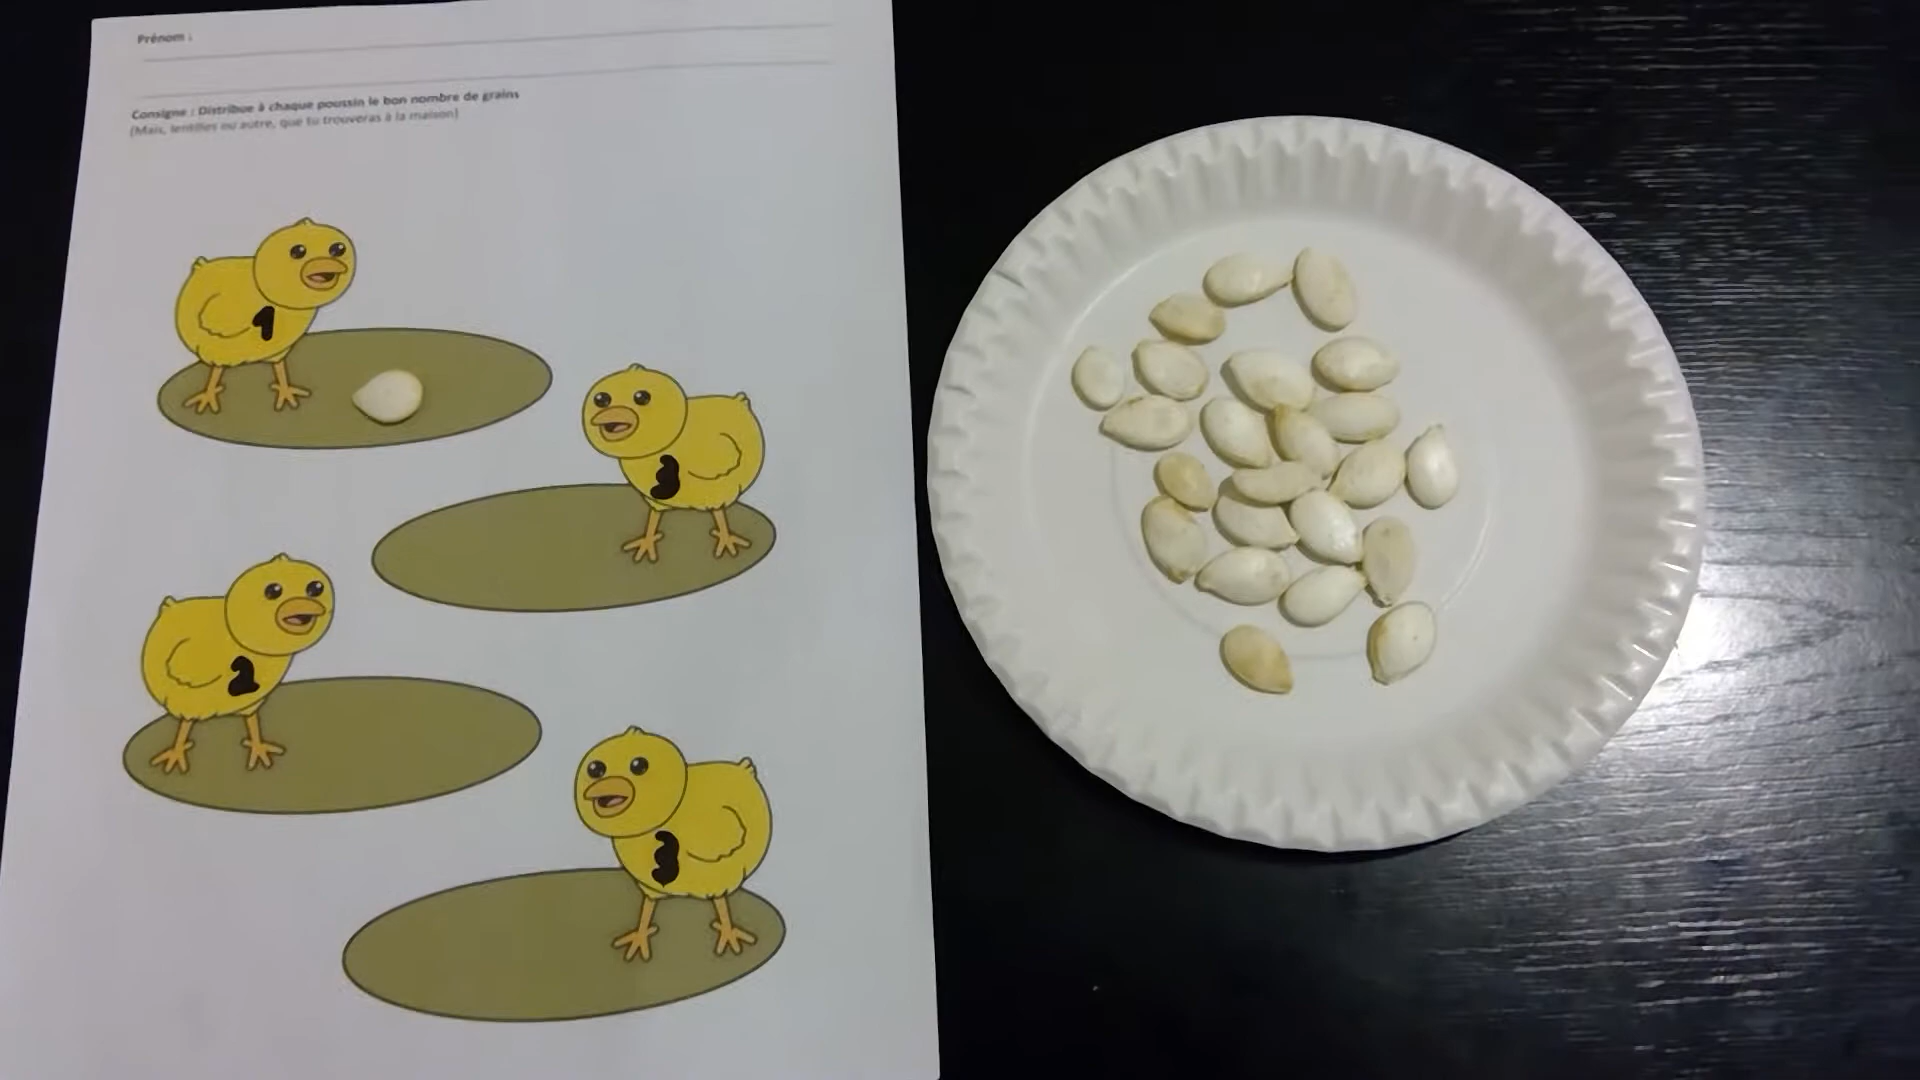 Prénom :
Consigne : Distribue à chaque poussin le bon nombre de grains
(Maïs, lentilles ou autre, que tu trouveras à la maison)
1
3
2
3